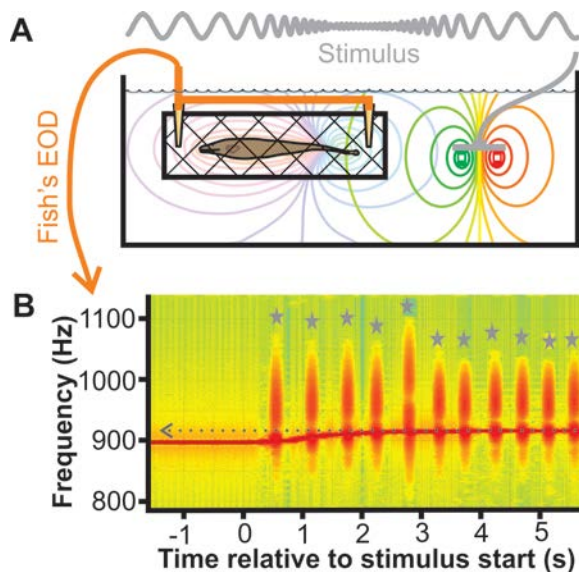 A
Stimulus
Fish's EOD
B
Frequency (Hz)
1100
1000
900
800
-1 0 1 2 3 4 5
Time relative to stimulus start (s)